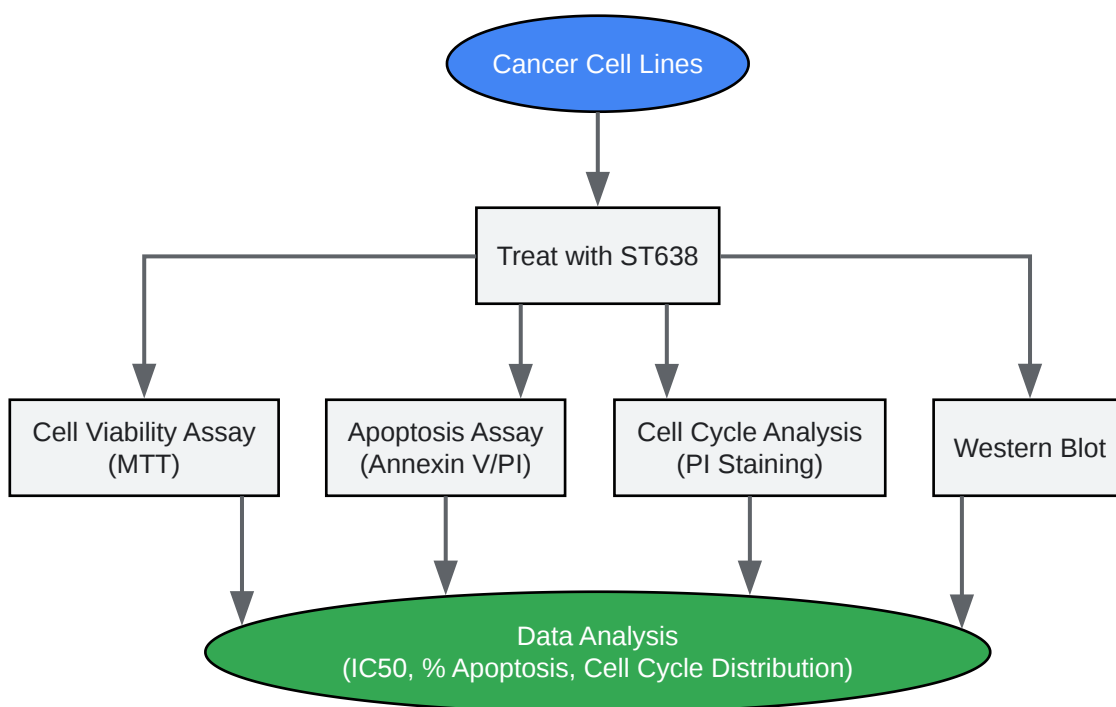 Cancer Cell Lines
Treat with ST638
Cell Viability Assay
(MTT)
Apoptosis Assay
(Annexin V/PI)
Cell Cycle Analysis
(PI Staining)
Western Blot
Data Analysis
(IC50, % Apoptosis, Cell Cycle Distribution)